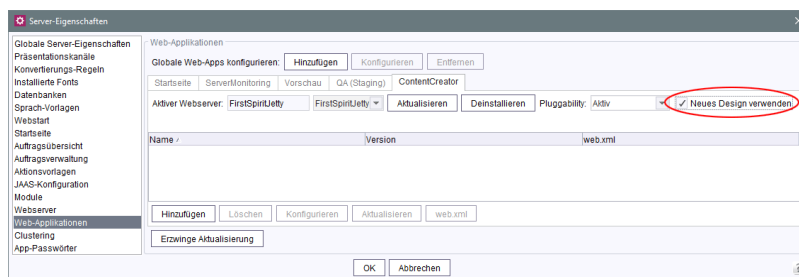 Server-Eigenschaften
Globale Server-Eigenschaften
Präsentationskanäle
Konvertierungs-Regeln
Installierte Fonts
Datenbanken
Sprach-Vorlagen
Webstart
Startseite
Auftragsübersicht
Auftragsverwaltung
Aktionsvorlagen
JAAS-Konfiguration
Module
Webserver
Web-Applikationen
Clustering
App-Passwörter
Web-Applikationen
Globale Web-Apps konfigurieren: Hinzufügen Konfigurieren Entfernen
Startseite ServerMonitoring Vorschau QA (Staging) ContentCreator
Aktiver Webserver: FirstSpiritJetty FirstSpiritJetty Aktualisieren Deinstallieren Pluggability: Aktiv Neues Design verwenden
Name Version web.xml
Hinzufügen Löschen Konfigurieren Aktualisieren web.xml
Erzwinge Aktualisierung
OK Abbrechen